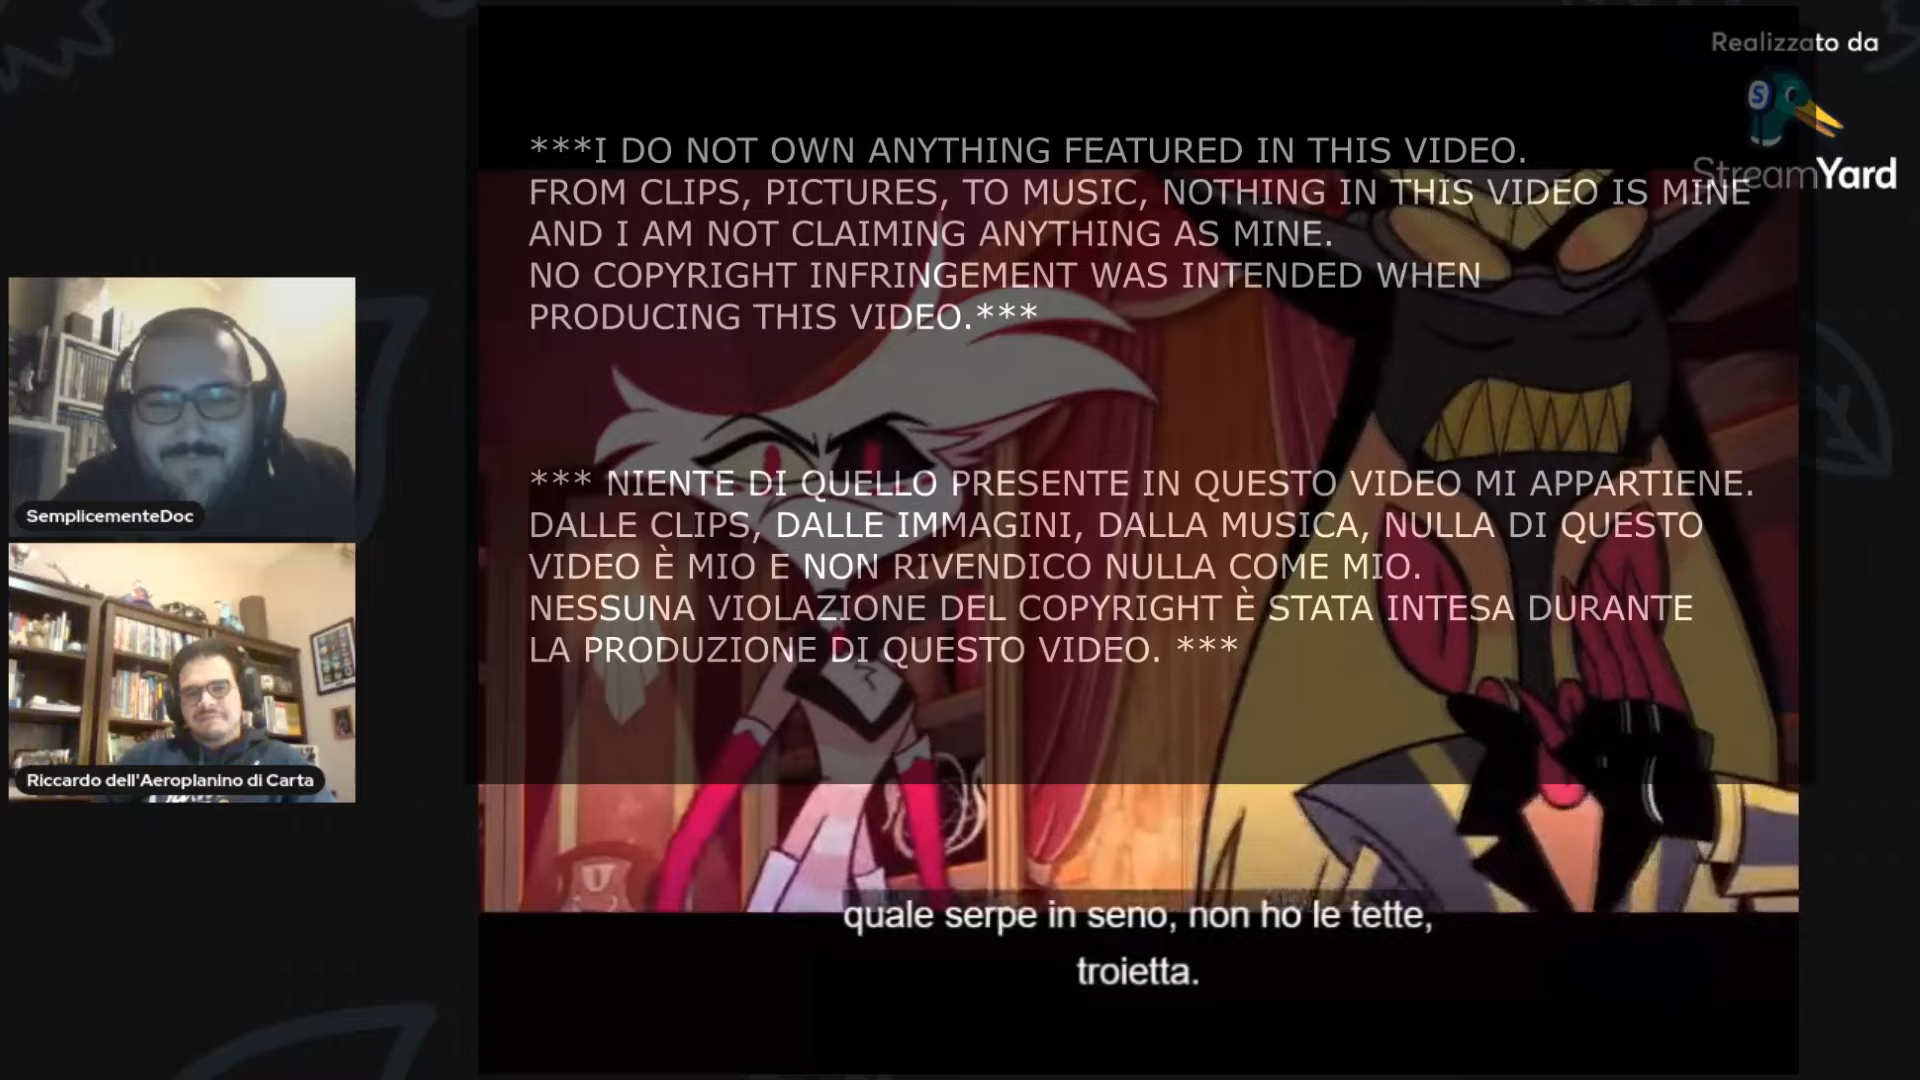 Realizzato da
StreamYard
***I DO NOT OWN ANYTHING FEATURED IN THIS VIDEO.
FROM CLIPS, PICTURES, TO MUSIC, NOTHING IN THIS VIDEO IS MINE
AND I AM NOT CLAIMING ANYTHING AS MINE.
NO COPYRIGHT INFRINGEMENT WAS INTENDED WHEN
PRODUCING THIS VIDEO.***
*** NIENTE DI QUELLO PRESENTE IN QUESTO VIDEO MI APPARTIENE.
DALLE CLIPS, DALLE IMMAGINI, DALLA MUSICA, NULLA DI QUESTO
VIDEO È MIO E NON RIVENDICO NULLA COME MIO.
NESSUNA VIOLAZIONE DEL COPYRIGHT È STATA INTESA DURANTE
LA PRODUZIONE DI QUESTO VIDEO. ***
SemplicementeDoc
Riccardo dell'Aeroplanino di Carta
quale serpe in seno, non ho le tette,
troietta.